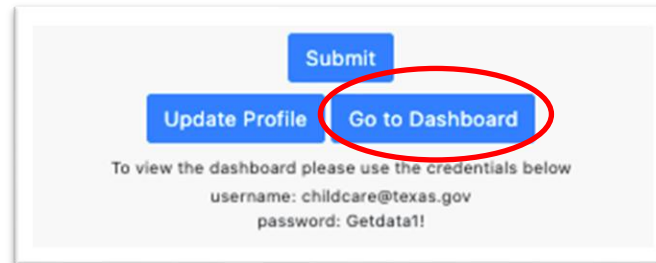 Submit
Update Profile Go to Dashboard
To view the dashboard please use the credentials below
username: childcare@texas.gov
password: Getdata1!